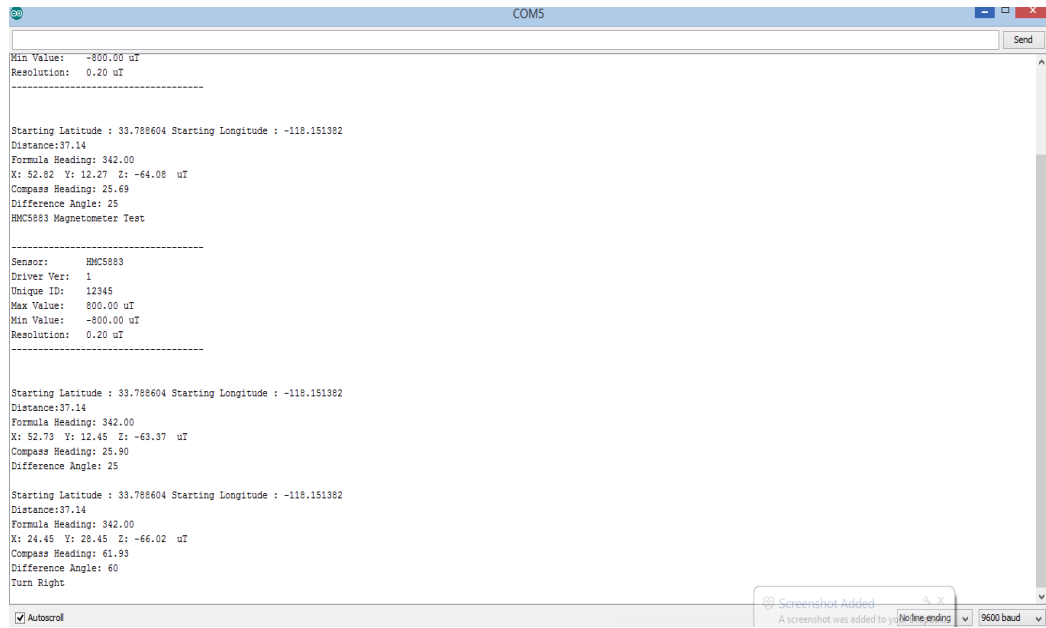 COM5
Send
Min Value: -800.00 uT
Resolution: 0.20 uT
------------------------------------
Starting Latitude : 33.788604 Starting Longitude : -118.151382
Distance:37.14
Formula Heading: 342.00
X: 52.82 Y: 12.27 Z: -64.08 uT
Compass Heading: 25.69
Difference Angle: 25
HMC5883 Magnetometer Test
------------------------------------
Sensor: HMC5883
Driver Ver: 1
Unique ID: 12345
Max Value: 800.00 uT
Min Value: -800.00 uT
Resolution: 0.20 uT
------------------------------------
Starting Latitude : 33.788604 Starting Longitude : -118.151382
Distance:37.14
Formula Heading: 342.00
X: 52.73 Y: 12.45 Z: -63.37 uT
Compass Heading: 25.90
Difference Angle: 25
Starting Latitude : 33.788604 Starting Longitude : -118.151382
Distance:37.14
Formula Heading: 342.00
X: 24.45 Y: 28.45 Z: -66.02 uT
Compass Heading: 61.93
Difference Angle: 60
Turn Right
Screenshot Added
A screenshot was added to
Autoscroll
No line ending
9600 baud